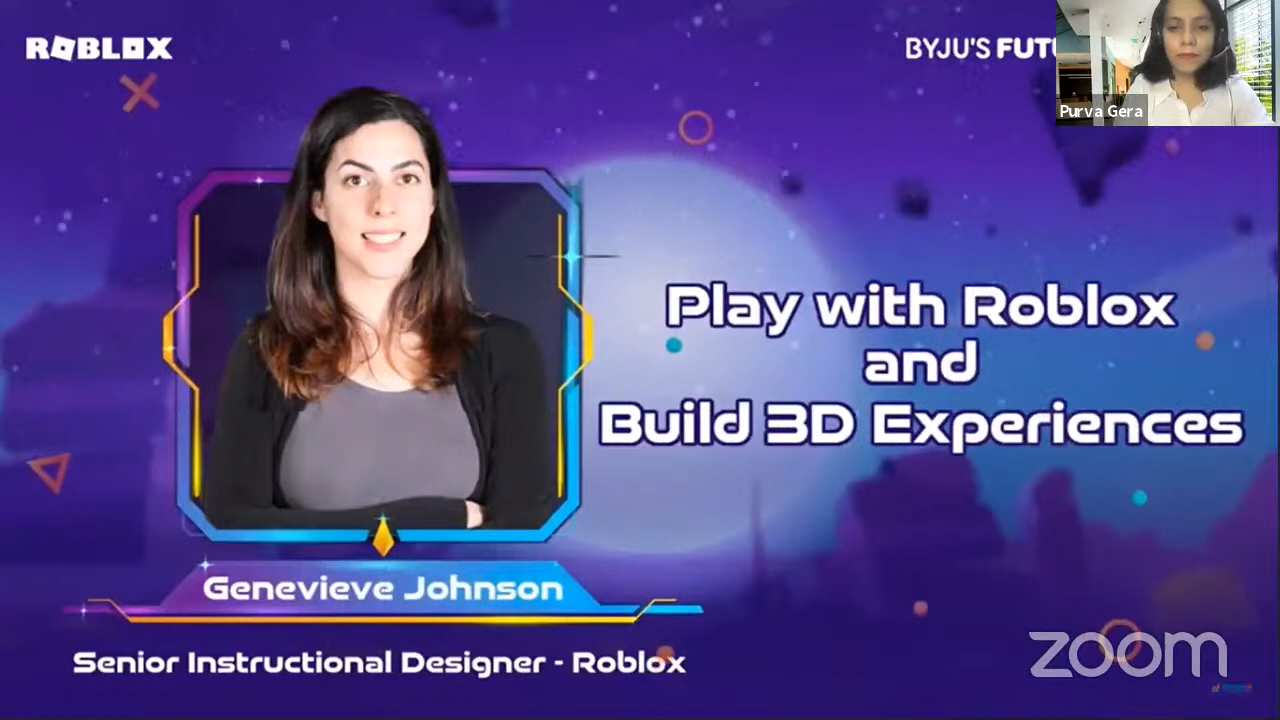 ROBLOX
BYJU'S FUTU
Purva Gera
Play with Roblox
and
Build 3D Experiences
Genevieve Johnson
Senior Instructional Designer - Roblox
zoom